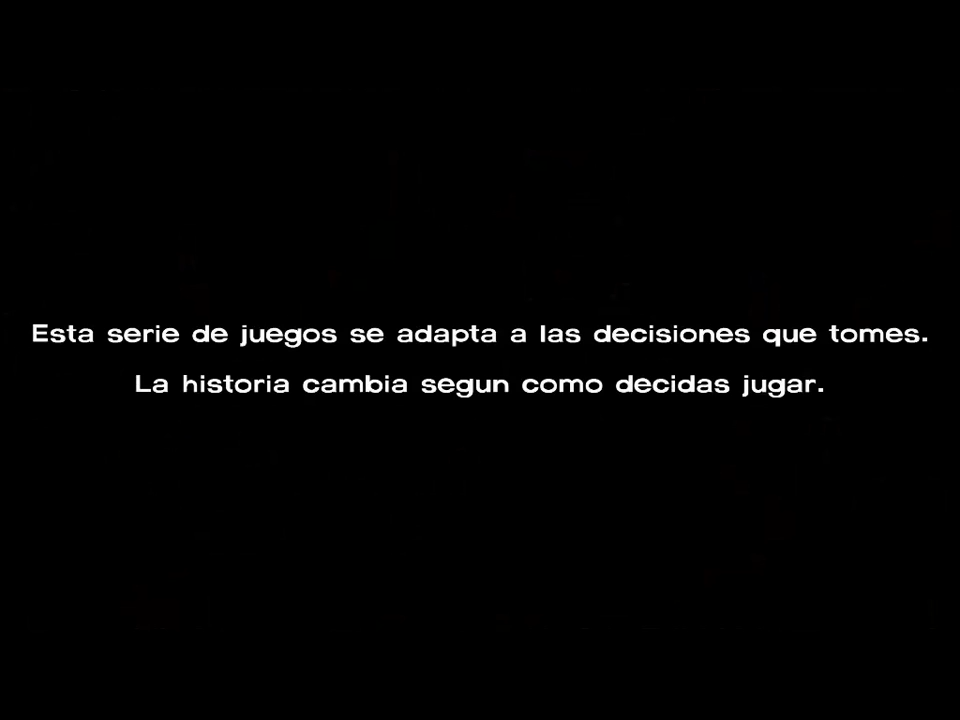 Esta serie de juegos se adapta a las decisiones que tomes.
La historia cambia segun como decidas jugar.